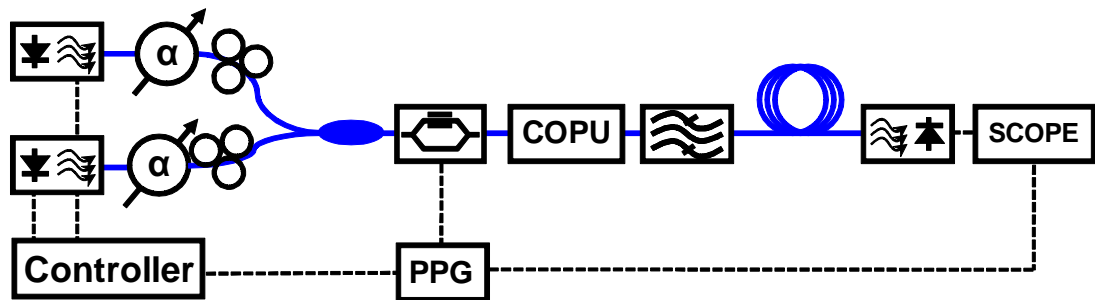 α
α
COPU
SCOPE
Controller
PPG